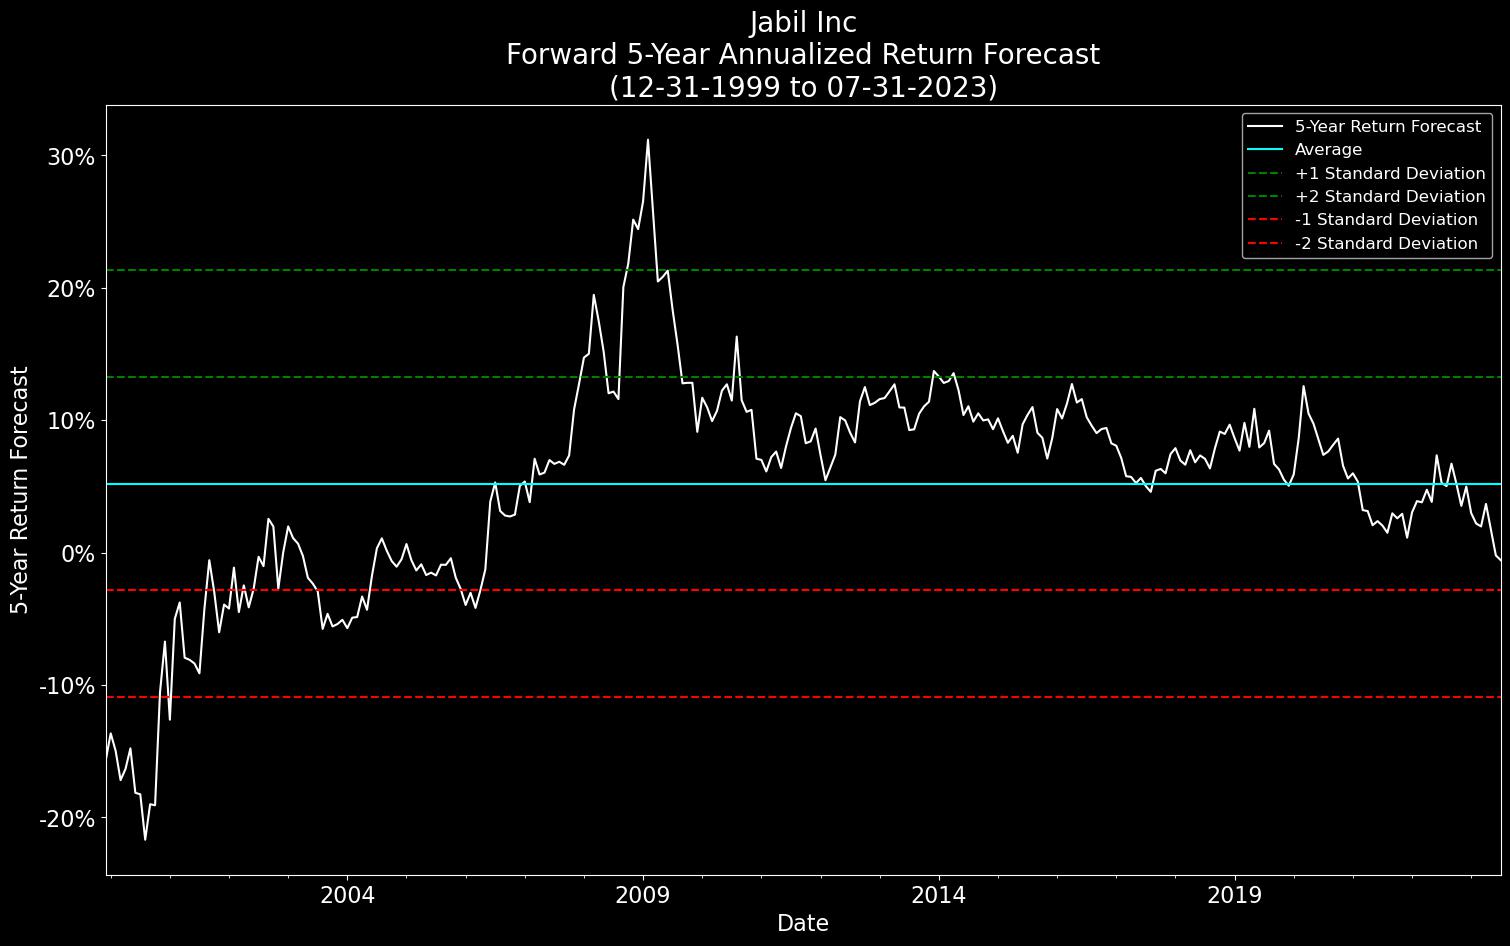 Jabil Inc
Forward 5-Year Annualized Return Forecast
(12-31-1999 to 07-31-2023)
5-Year Return Forecast
Average
+1 Standard Deviation
+2 Standard Deviation
-1 Standard Deviation
-2 Standard Deviation
5-Year Return Forecast
30%
20%
10%
0%
-10%
-20%
2004
2009
2014
2019
Date